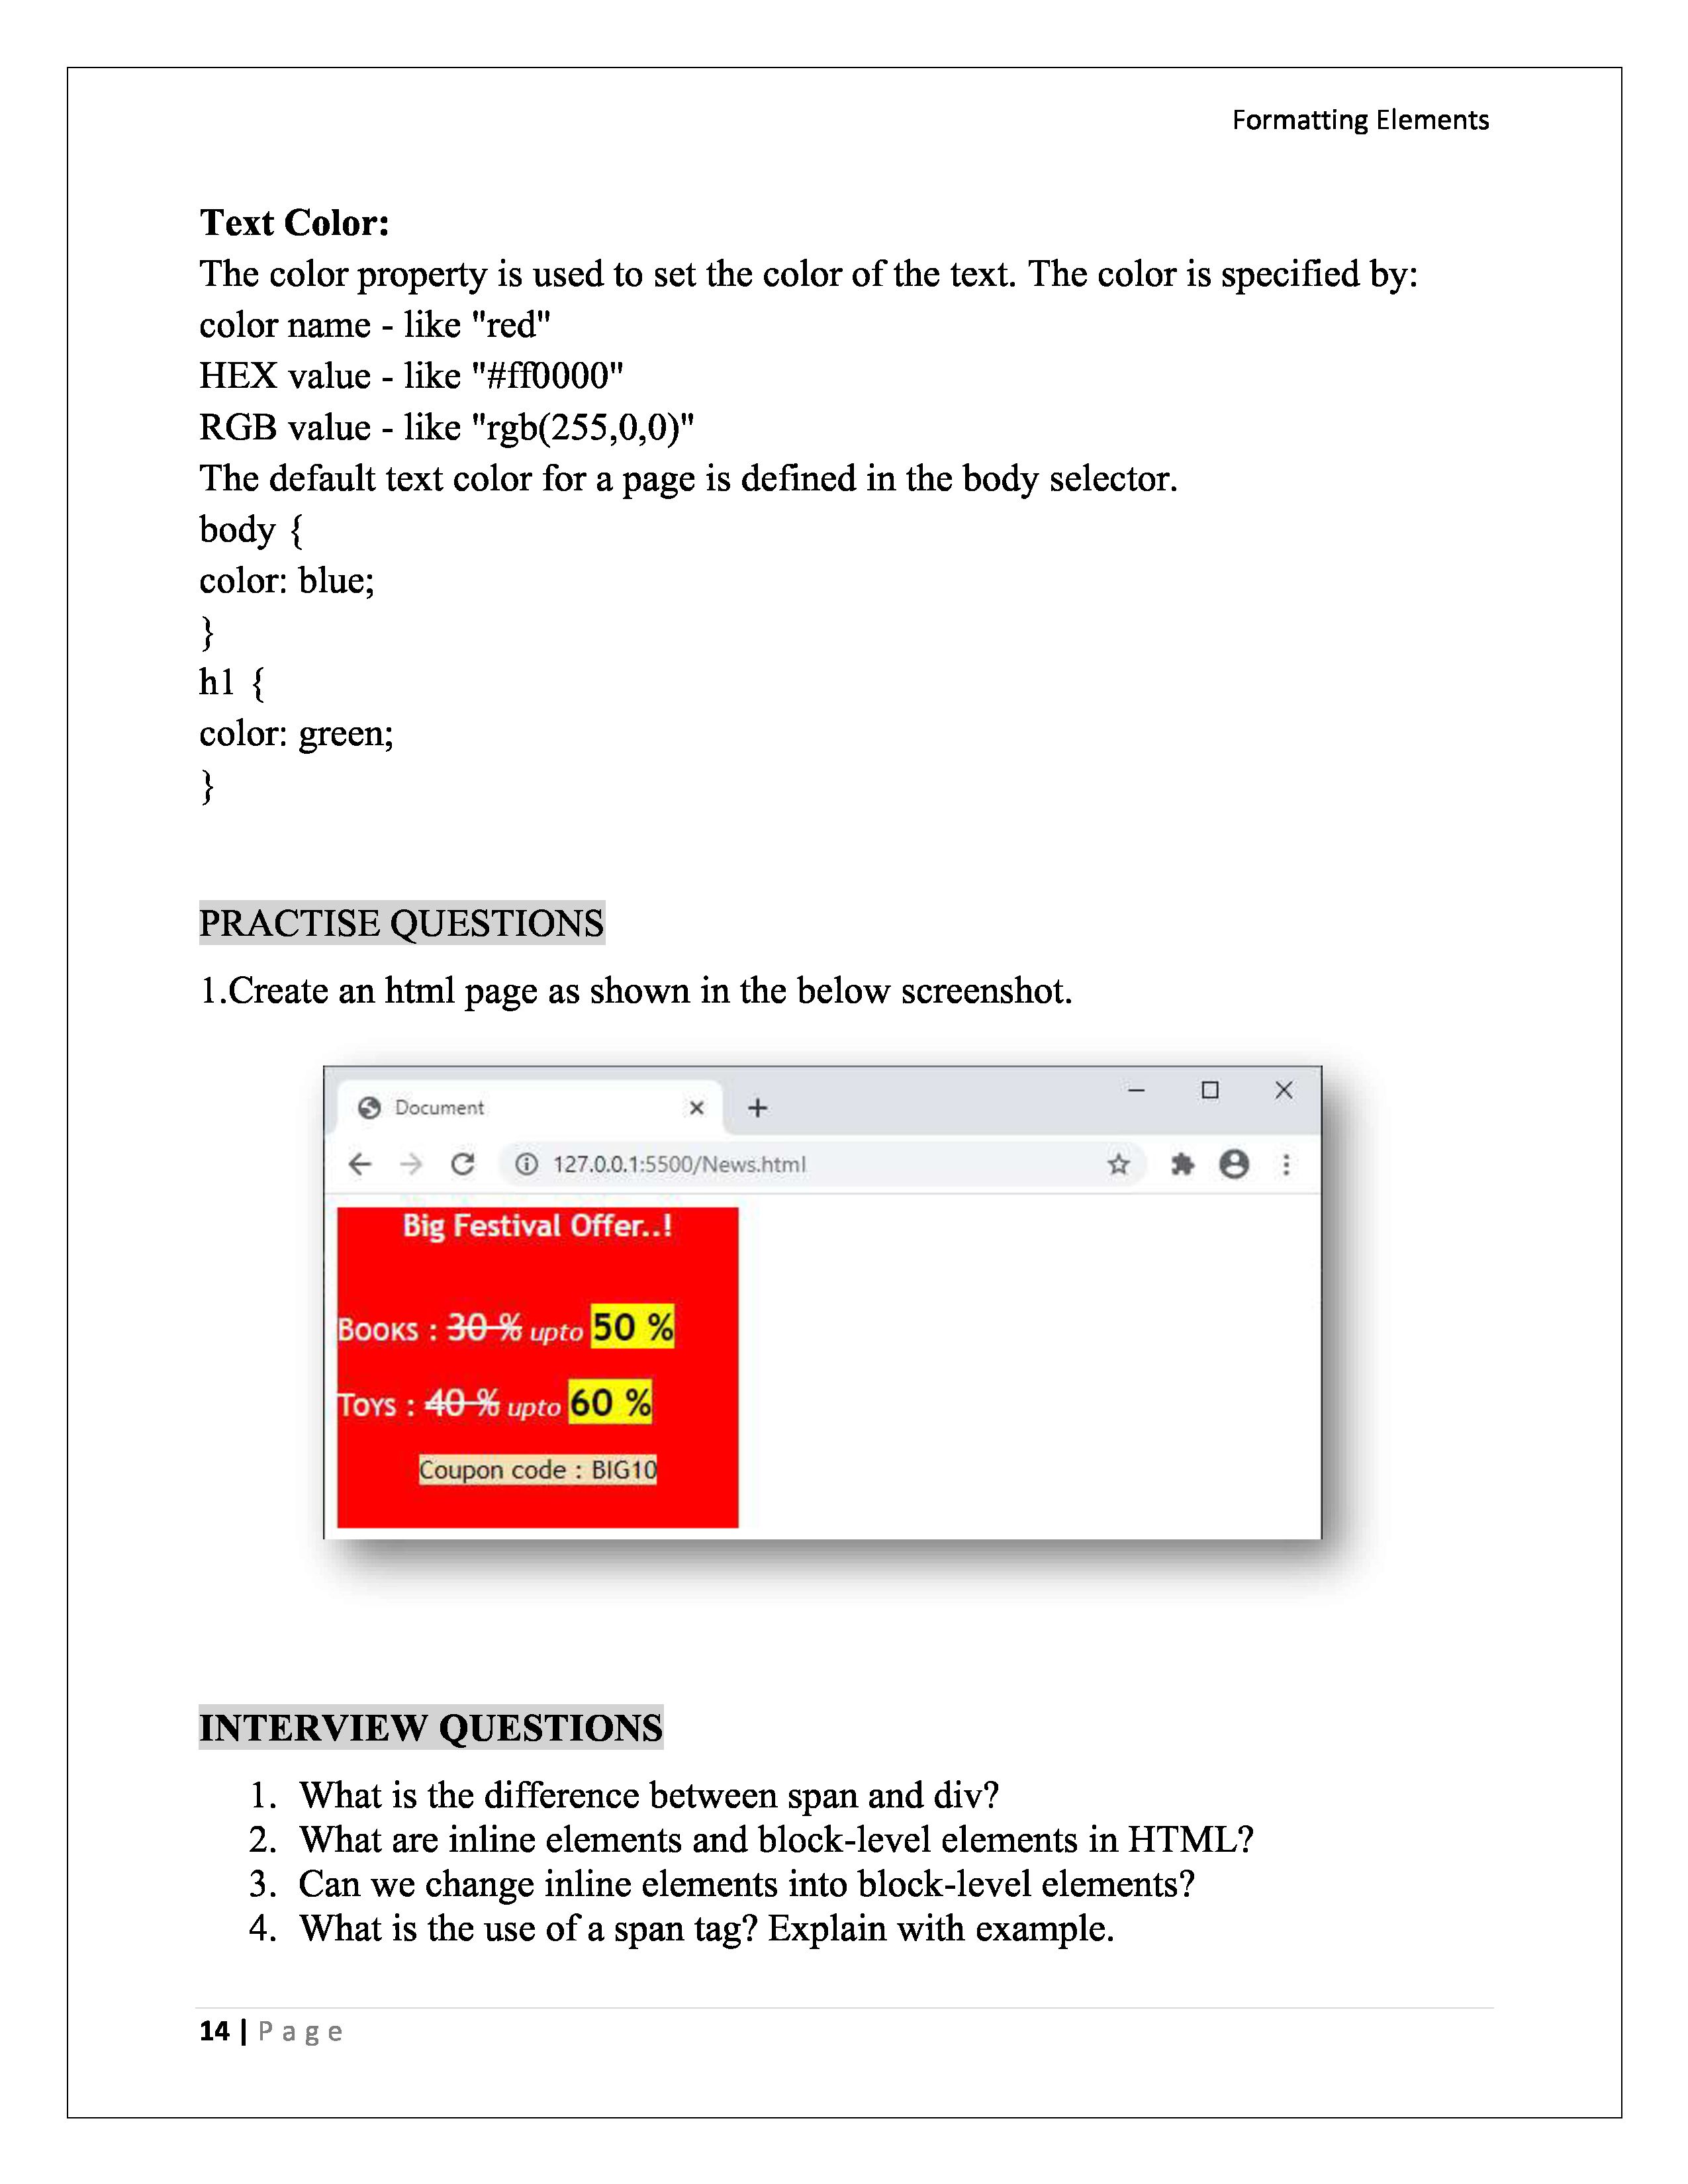 Formatting Elements
Text Color:
The color property is used to set the color of the text. The color is specified by:
color name - like "red"
HEX value - like "#ff0000"
RGB value - like "rgb(255,0,0)"
The default text color for a page is defined in the body selector.
body {
color: blue;
}
h1 {
color: green;
}
PRACTISE QUESTIONS
1.Create an html page as shown in the below screenshot.
Document
127.0.0.1:5500/News.html
Big Festival Offer..!
Books : 30 % upto 50 %
Toys : 40 % upto 60 %
Coupon code : BIG10
INTERVIEW QUESTIONS
1. What is the difference between span and div?
2. What are inline elements and block-level elements in HTML?
3. Can we change inline elements into block-level elements?
4. What is the use of a span tag? Explain with example.
14 | Page